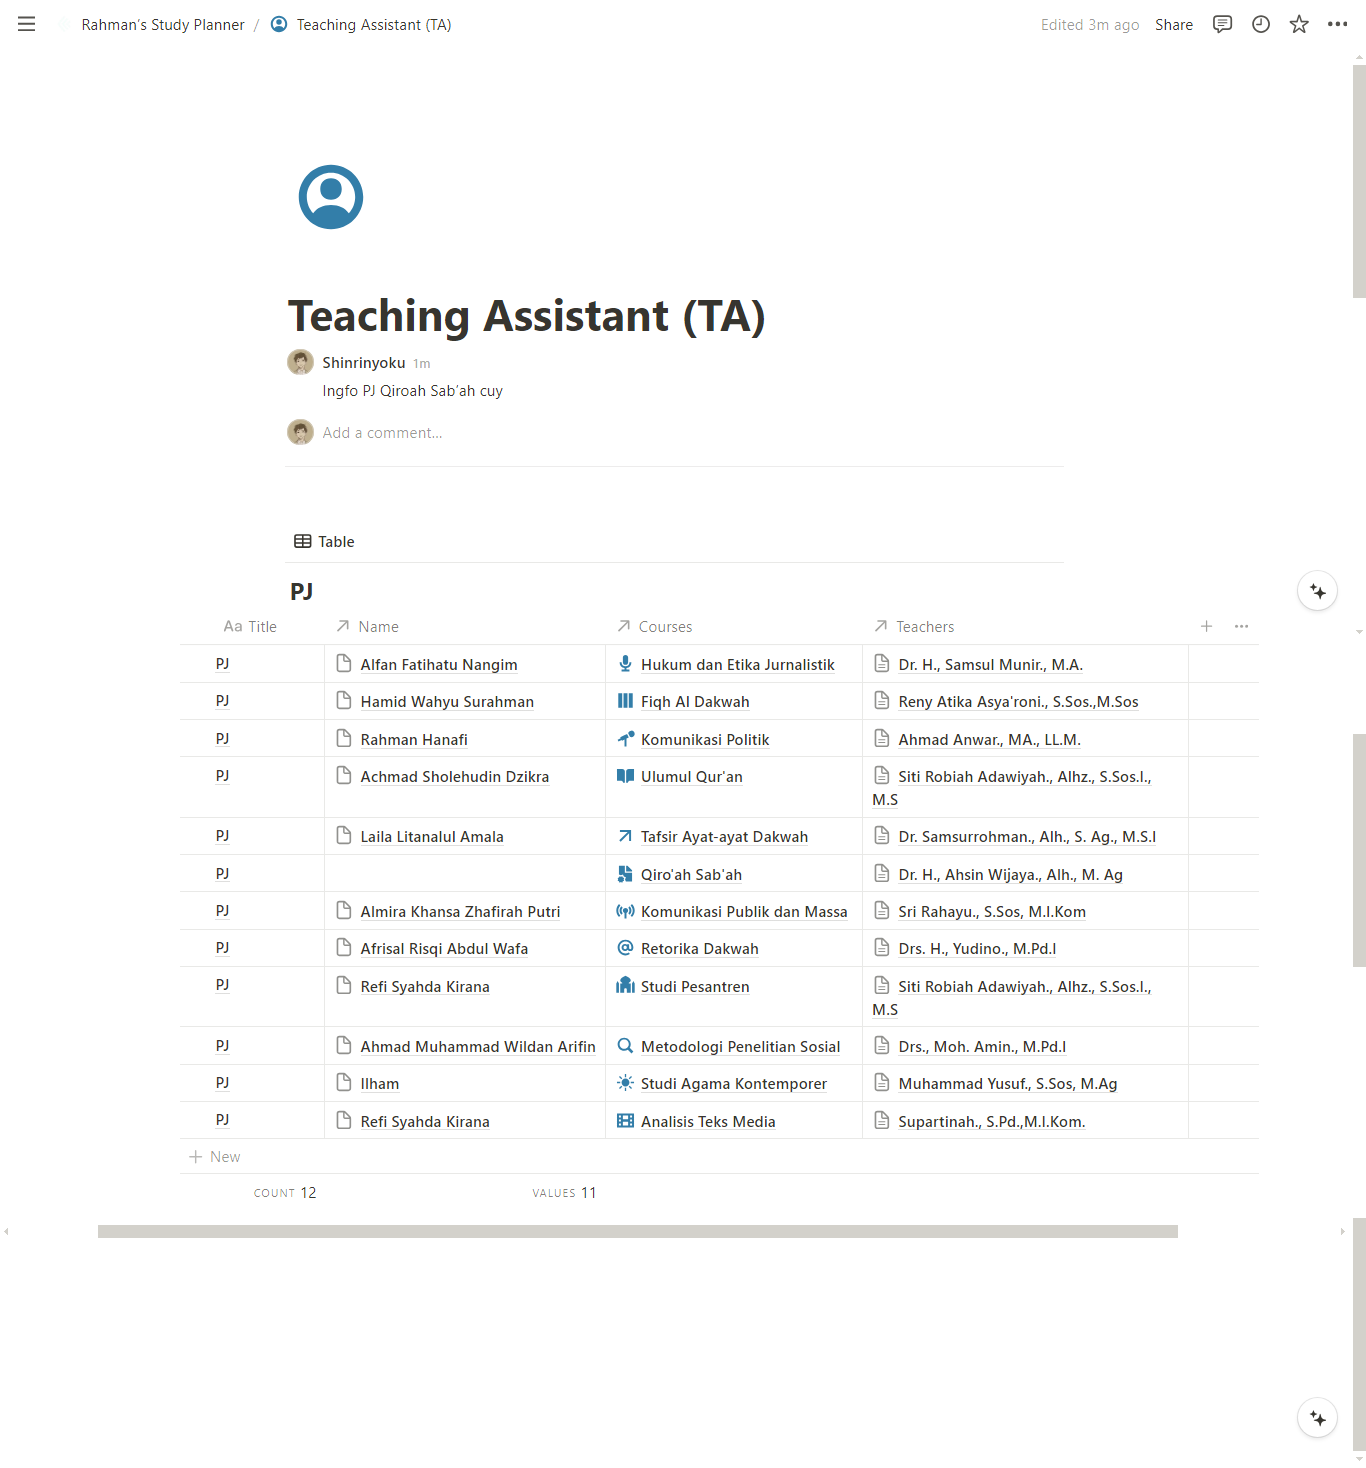 Rahman's Study Planner / Teaching Assistant (TA)
Edited 3m ago Share
Teaching Assistant (TA)
Shinrinyoku 1m
Ingfo PJ Qiroah Sab'ah cuy
Add a comment...
Table
PJ
Aa Title Name Courses Teachers
PJ Alfan Fatihatu Nangim Hukum dan Etika Jurnalistik Dr. H., Samsul Munir., M.A.
PJ Hamid Wahyu Surahman Fiqh Al Dakwah Reny Atika Asya'roni., S.Sos.,M.Sos
PJ Rahman Hanafi Komunikasi Politik Ahmad Anwar., MA., LL.M.
PJ Achmad Sholehudin Dzikra Ulumul Qur'an Siti Robiah Adawiyah., Alhz., S.Sos.I.,
M.S
PJ Laila Litanalul Amala Tafsir Ayat-ayat Dakwah Dr. Samsurrohman., Alh., S. Ag., M.S.I
PJ Qiro'ah Sab'ah Dr. H., Ahsin Wijaya., Alh., M. Ag
PJ Almira Khansa Zhafirah Putri Komunikasi Publik dan Massa Sri Rahayu., S.Sos, M.I.Kom
PJ Afrisal Risqi Abdul Wafa Retorika Dakwah Drs. H., Yudino., M.Pd.I
PJ Refi Syahda Kirana Studi Pesantren Siti Robiah Adawiyah., Alhz., S.Sos.I.,
M.S
PJ Ahmad Muhammad Wildan Arifin Metodologi Penelitian Sosial Drs., Moh. Amin., M.Pd.I
PJ Ilham Studi Agama Kontemporer Muhammad Yusuf., S.Sos, M.Ag
PJ Refi Syahda Kirana Analisis Teks Media Supartinah., S.Pd.,M.I.Kom.
New
COUNT 12 VALUES 11